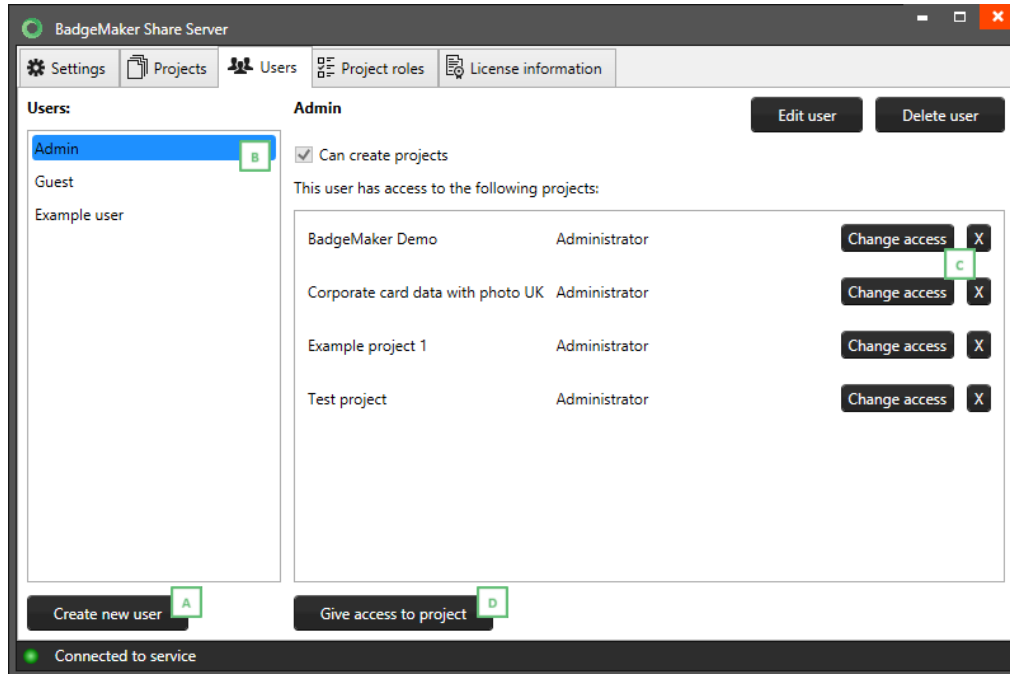 BadgeMaker Share Server
Settings Projects Users Project roles License information
Users: Admin Edit user Delete user
Admin B Can create projects
Guest This user has access to the following projects:
Example user
BadgeMaker Demo Administrator Change access X
C
Corporate card data with photo UK Administrator Change access X
Example project 1 Administrator Change access X
Test project Administrator Change access X
Create new user A Give access to project D
Connected to service